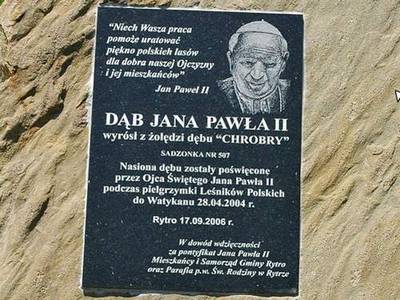 "Niech Wasza praca
pomoże uratować
piękno polskich lasów
dla dobra naszej Ojczyzny
i jej mieszkańców"
Jan Paweł II
DĄB JANA PAWŁA II
wyrósł z żołędzi dębu "CHROBRY"
SADZONKA NR 507
Nasiona dębu zostały poświęcone
przez Ojca Świętego Jana Pawła II
podczas pielgrzymki Leśników Polskich
do Watykanu 28.04.2004 r.
Rytro 17.09.2006 r.
W dowód wdzięczności
za pontyfikat Jana Pawła II
Mieszkańcy i Samorząd Gminy Rytro
oraz Parafia p.w. Św. Rodziny w Rytrze